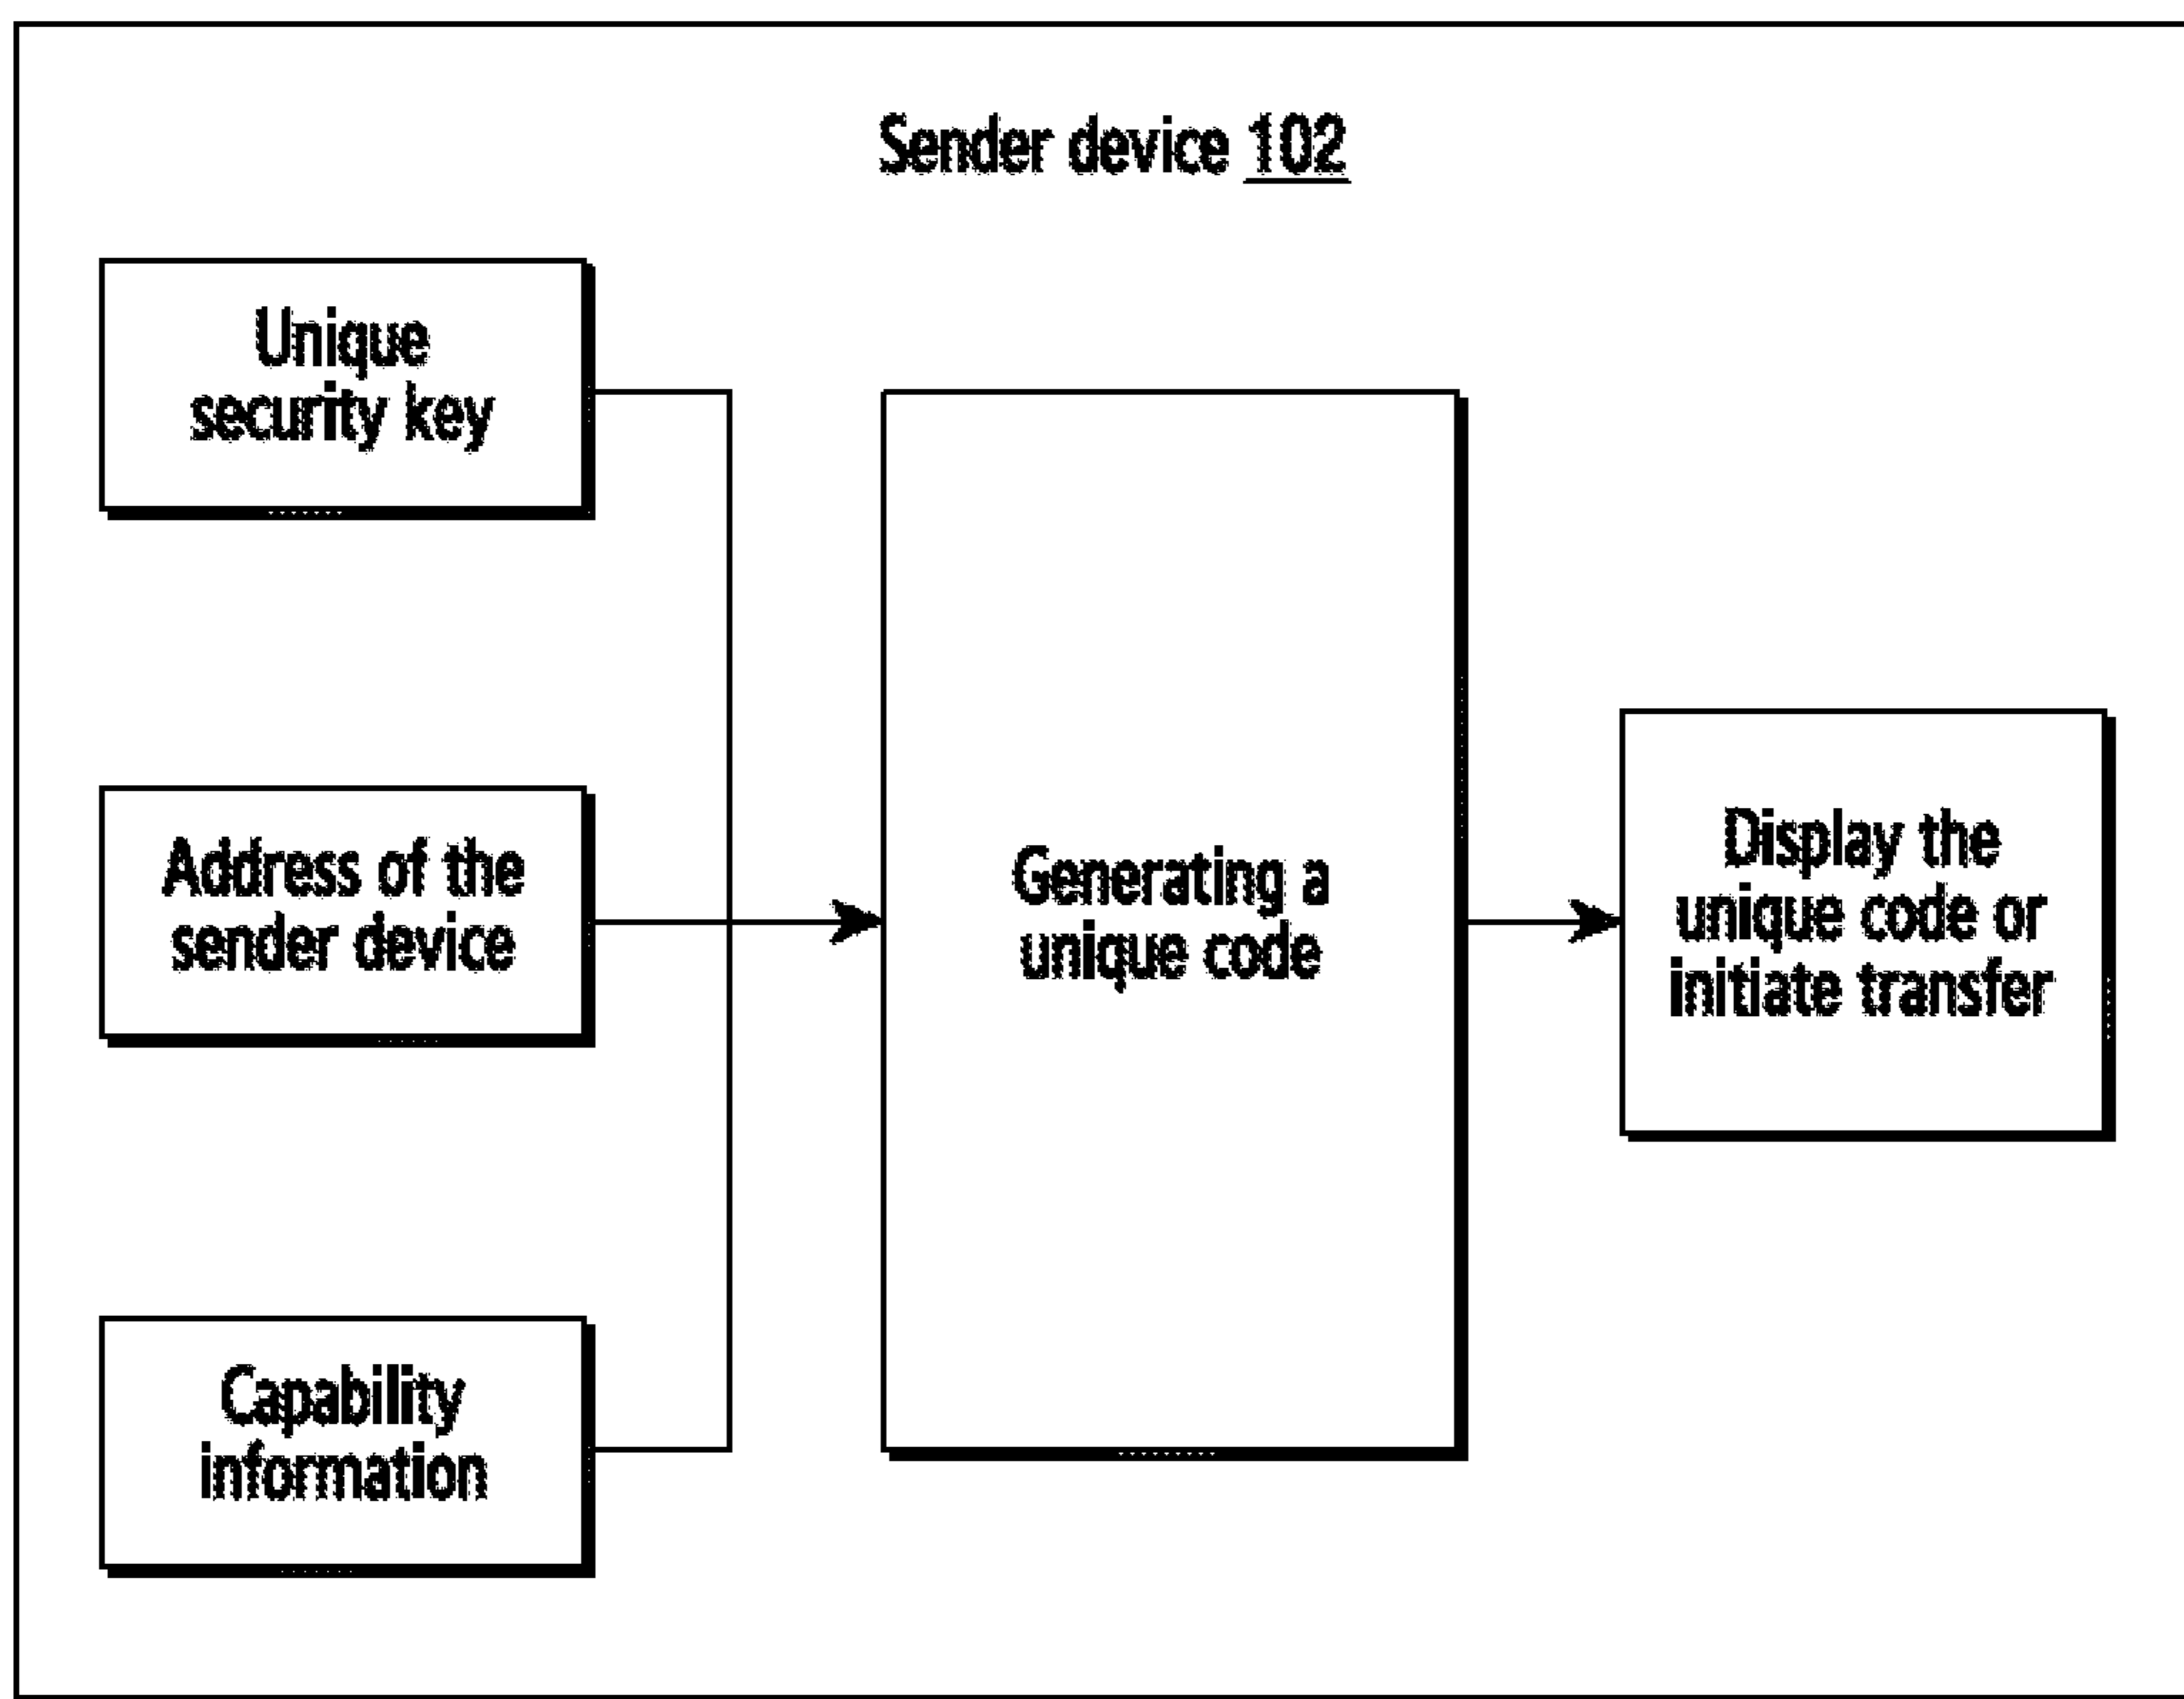 Sender device 102
Unique
security key
Address of the
sender device
Capability
information
Generating a
unique code
Display the
unique code or
initiate transfer